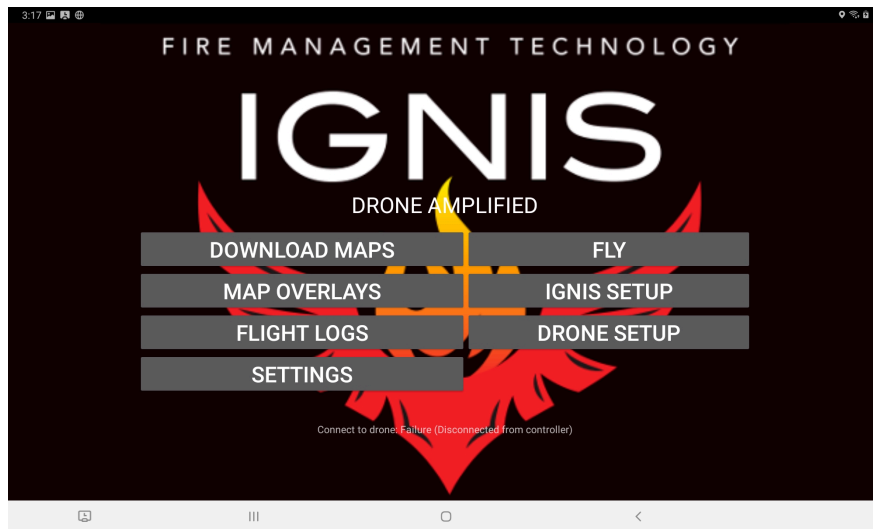 3:17
FIRE MANAGEMENT TECHNOLOGY
IGNIS
DRONE AMPLIFIED
DOWNLOAD MAPS
FLY
MAP OVERLAYS
IGNIS SETUP
FLIGHT LOGS
DRONE SETUP
SETTINGS
Connect to drone: Failure (Disconnected from controller)